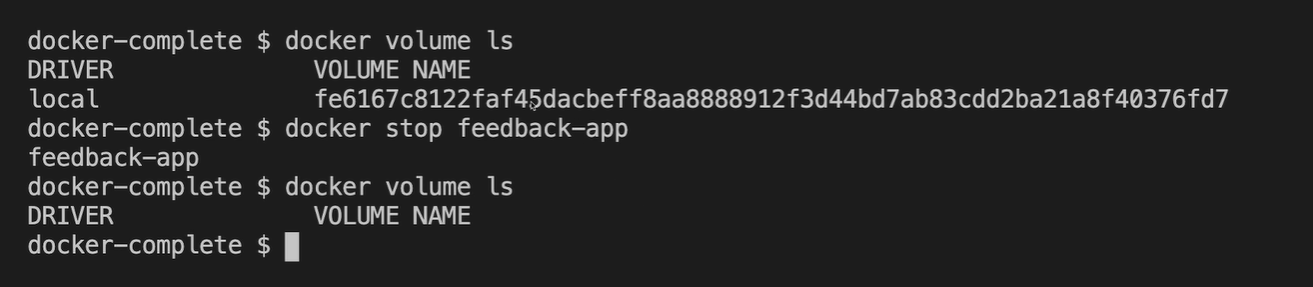 docker-complete $ docker volume ls
DRIVER              VOLUME NAME
local               fe6167c8122faf45dacbeff8aa8888912f3d44bd7ab83cdd2ba21a8f40376fd7
docker-complete $ docker stop feedback-app
feedback-app
docker-complete $ docker volume ls
DRIVER              VOLUME NAME
docker-complete $